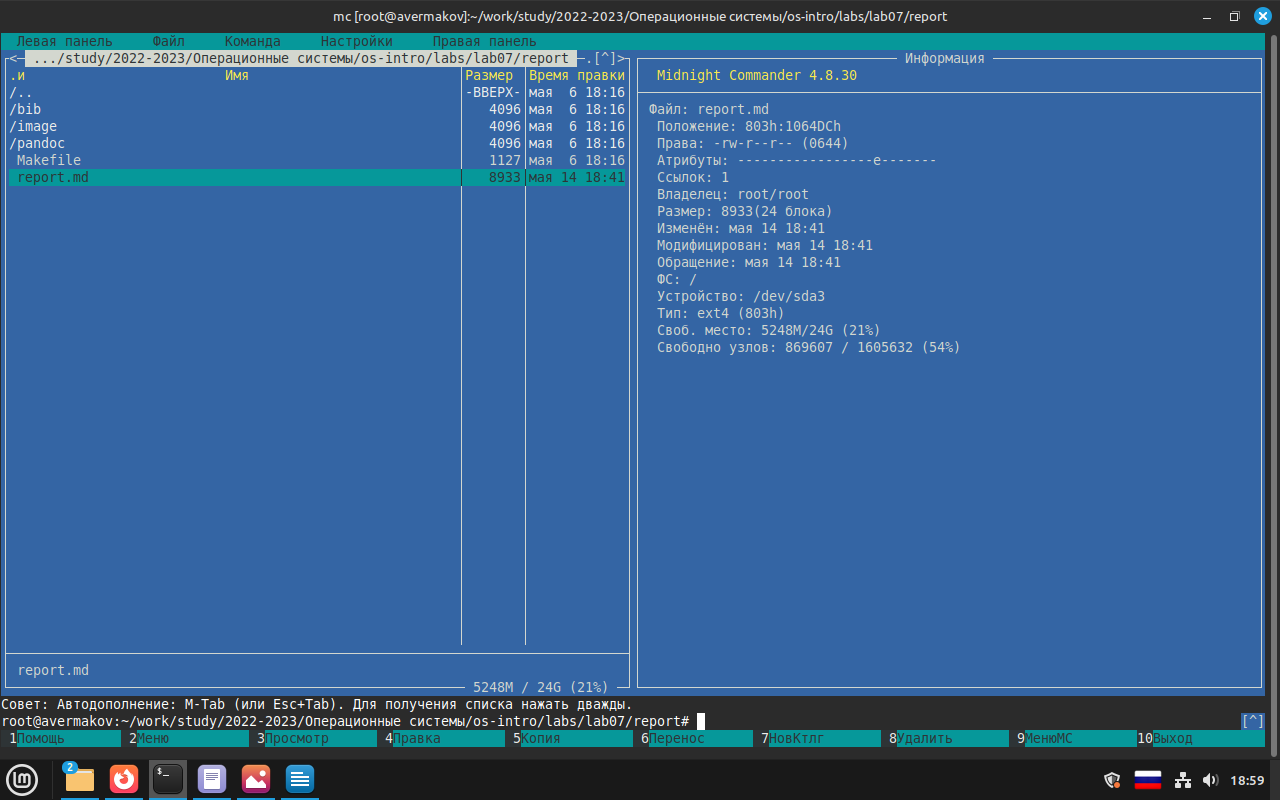 mc [root@avermakov]:~/work/study/2022-2023/Операционные системы/os-intro/labs/lab07/report
Левая панель Файл Команда Настройки Правая панель
<─ .../study/2022-2023/Операционные системы/os-intro/labs/lab07/report ─.[^]>
.и Имя Размер Время правки
/.. -ВВЕРХ- мая 6 18:16
/bib 4096 мая 6 18:16
/image 4096 мая 6 18:16
/pandoc 4096 мая 6 18:16
Makefile 1127 мая 6 18:16
report.md 8933 мая 14 18:41
report.md
5248M / 24G (21%)
Информация
Midnight Commander 4.8.30
Файл: report.md
Положение: 803h:1064DCh
Права: -rw-r--r-- (0644)
Атрибуты: -----------------e-------
Ссылок: 1
Владелец: root/root
Размер: 8933(24 блока)
Изменён: мая 14 18:41
Модифицирован: мая 14 18:41
Обращение: мая 14 18:41
ФС: /
Устройство: /dev/sda3
Тип: ext4 (803h)
Своб. место: 5248M/24G (21%)
Свободно узлов: 869607 / 1605632 (54%)
Совет: Автодополнение: M-Tab (или Esc+Tab). Для получения списка нажать дважды.
root@avermakov:~/work/study/2022-2023/Операционные системы/os-intro/labs/lab07/report# [^]
1Помощь 2Меню 3Просмотр 4Правка 5Копия 6Перенос 7НовКтлг 8Удалить 9МенюMC 10Выход
2 $_ 18:59